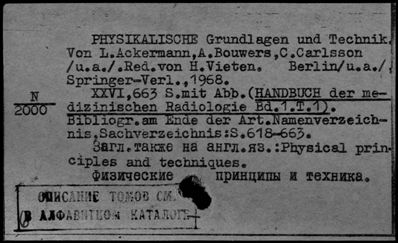 PHYSIKALISCHE Grundlagen und Technik.
Von L.Ackermann,A.Bouwers,C.Carlsson
/u.a./.Red.von H.Vieten. Berlin/u.a./,
Springer-Verl.,1968.
N
2000
XXVI,663 S.mit Abb.(HANDBUCH der me-
dizinischen Radiologie Bd.1.T.1).
Bibliogr.am Ende der Art.Namenverzeich-
nis,Sachverzeichnis:S.618-663.
Загл.также на англ.яз.:Physical prin-
ciples and techniques.
Физические принципы и техника.
ОПИСАНИЕ ТОМОВ СМ.
В АЛФАВИТНОМ КАТАЛОГЕ